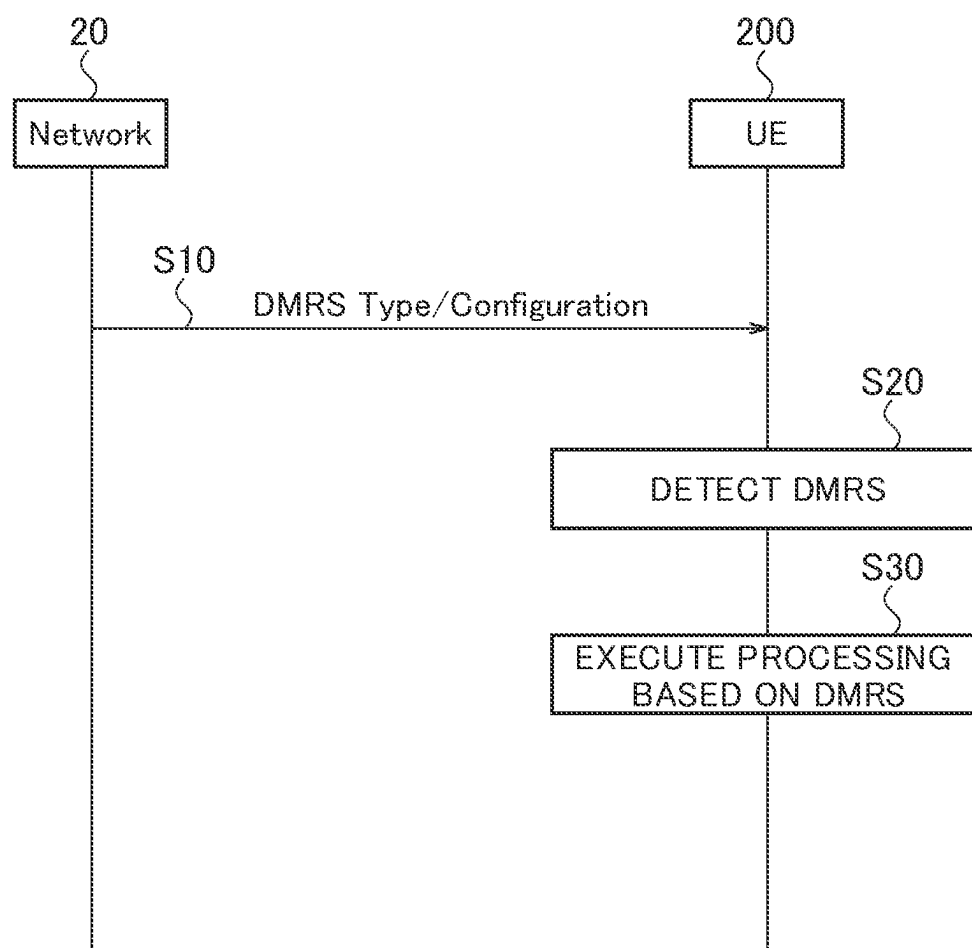 20
200
Network
UE
S10
DMRS Type/Configuration
S20
DETECT DMRS
S30
EXECUTE PROCESSING
BASED ON DMRS